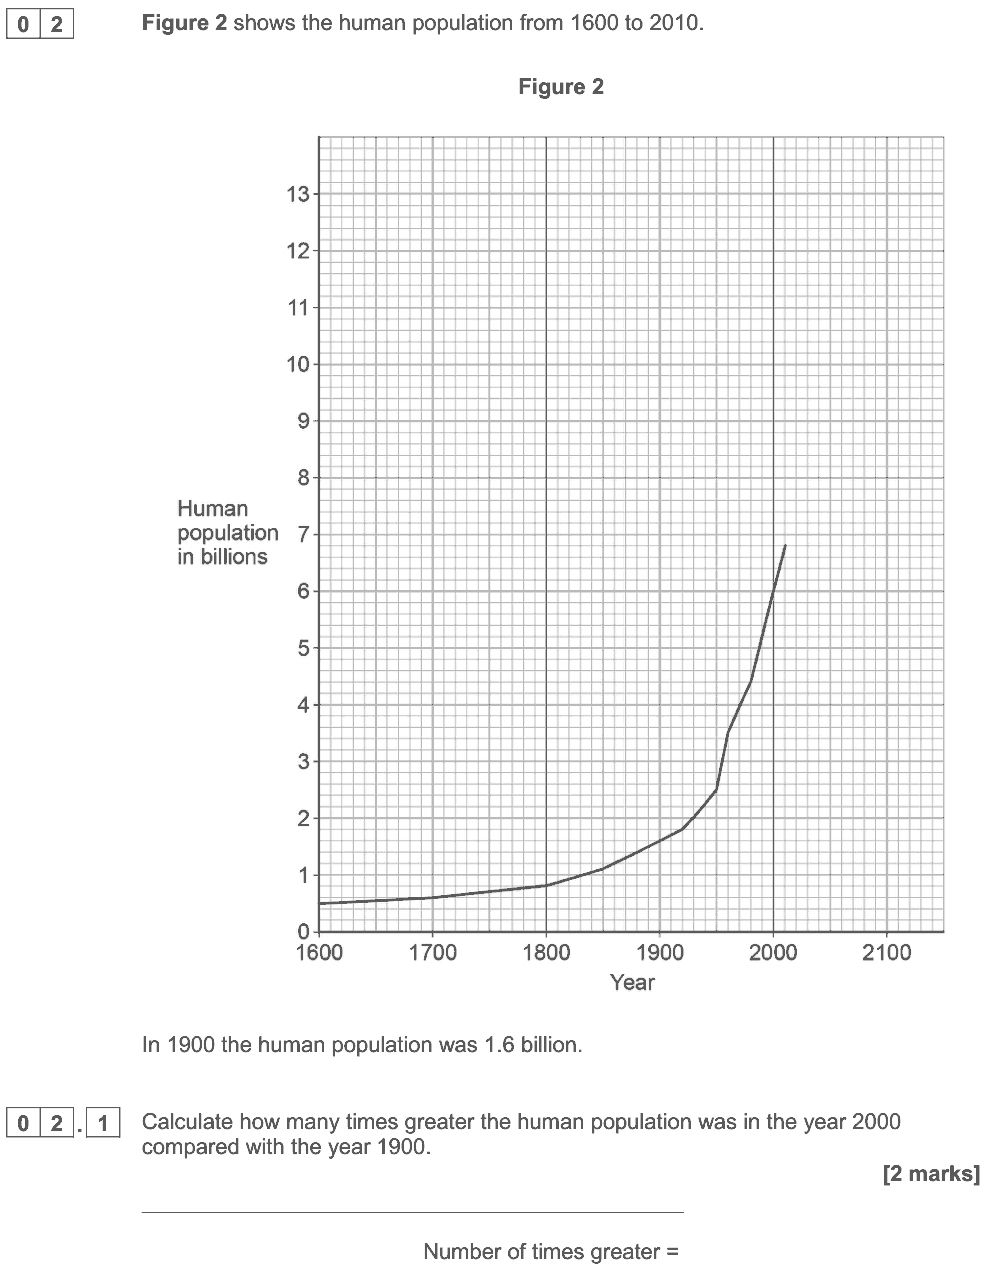 0 2 Figure 2 shows the human population from 1600 to 2010.
Figure 2
13
12
11
10
9
8
7
6
5
4
3
2
1
0
Human
population
in billions
1600 1700 1800 1900 2000 2100
Year
In 1900 the human population was 1.6 billion.
0 2 . 1 Calculate how many times greater the human population was in the year 2000
compared with the year 1900.
[2 marks]
Number of times greater =